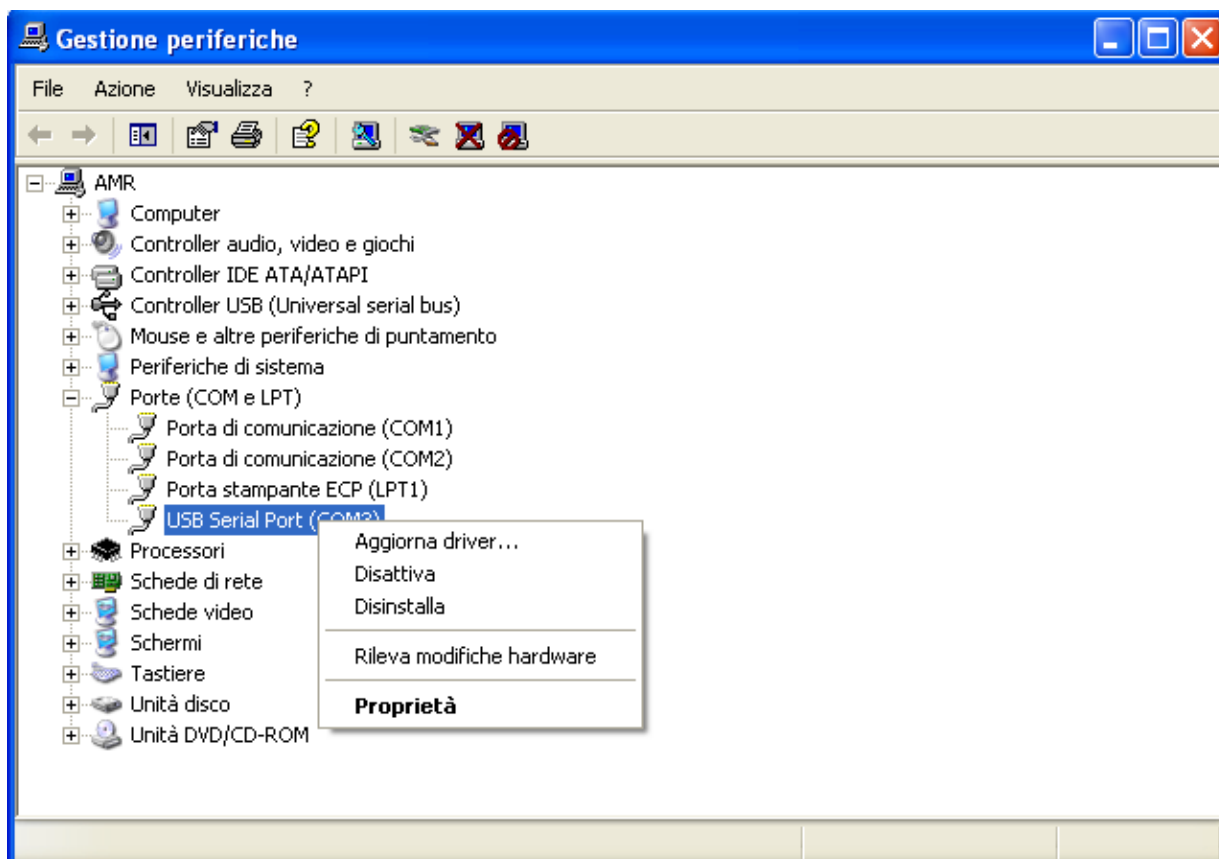 Gestione periferiche
File Azione Visualizza ?
AMR
Computer
Controller audio, video e giochi
Controller IDE ATA/ATAPI
Controller USB (Universal serial bus)
Mouse e altre periferiche di puntamento
Periferiche di sistema
Porte (COM e LPT)
Porta di comunicazione (COM1)
Porta di comunicazione (COM2)
Porta stampante ECP (LPT1)
USB Serial Port (COM3)
Aggiorna driver...
Disattiva
Disinstalla
Rileva modifiche hardware
Proprietà
Processori
Schede di rete
Schede video
Schermi
Tastiere
Unità disco
Unità DVD/CD-ROM